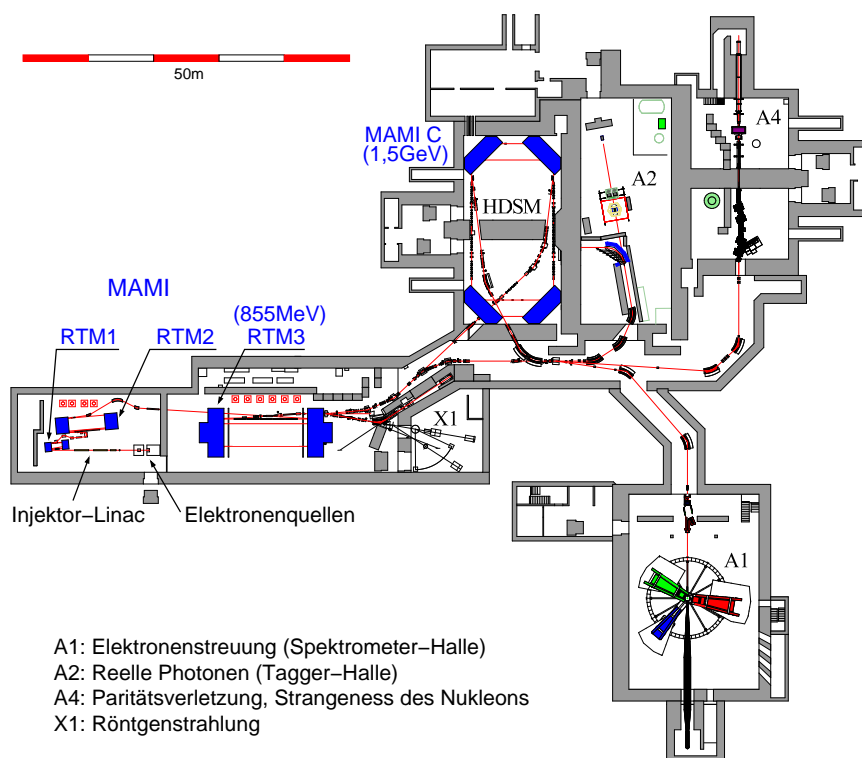 50m
MAMI C
(1,5GeV)
A4
A2
HDSM
MAMI
(855MeV)
RTM1
RTM2
RTM3
X1
Injektor–Linac
Elektronenquellen
A1
A1: Elektronenstreuung (Spektrometer–Halle)
A2: Reelle Photonen (Tagger–Halle)
A4: Paritätsverletzung, Strangeness des Nukleons
X1: Röntgenstrahlung